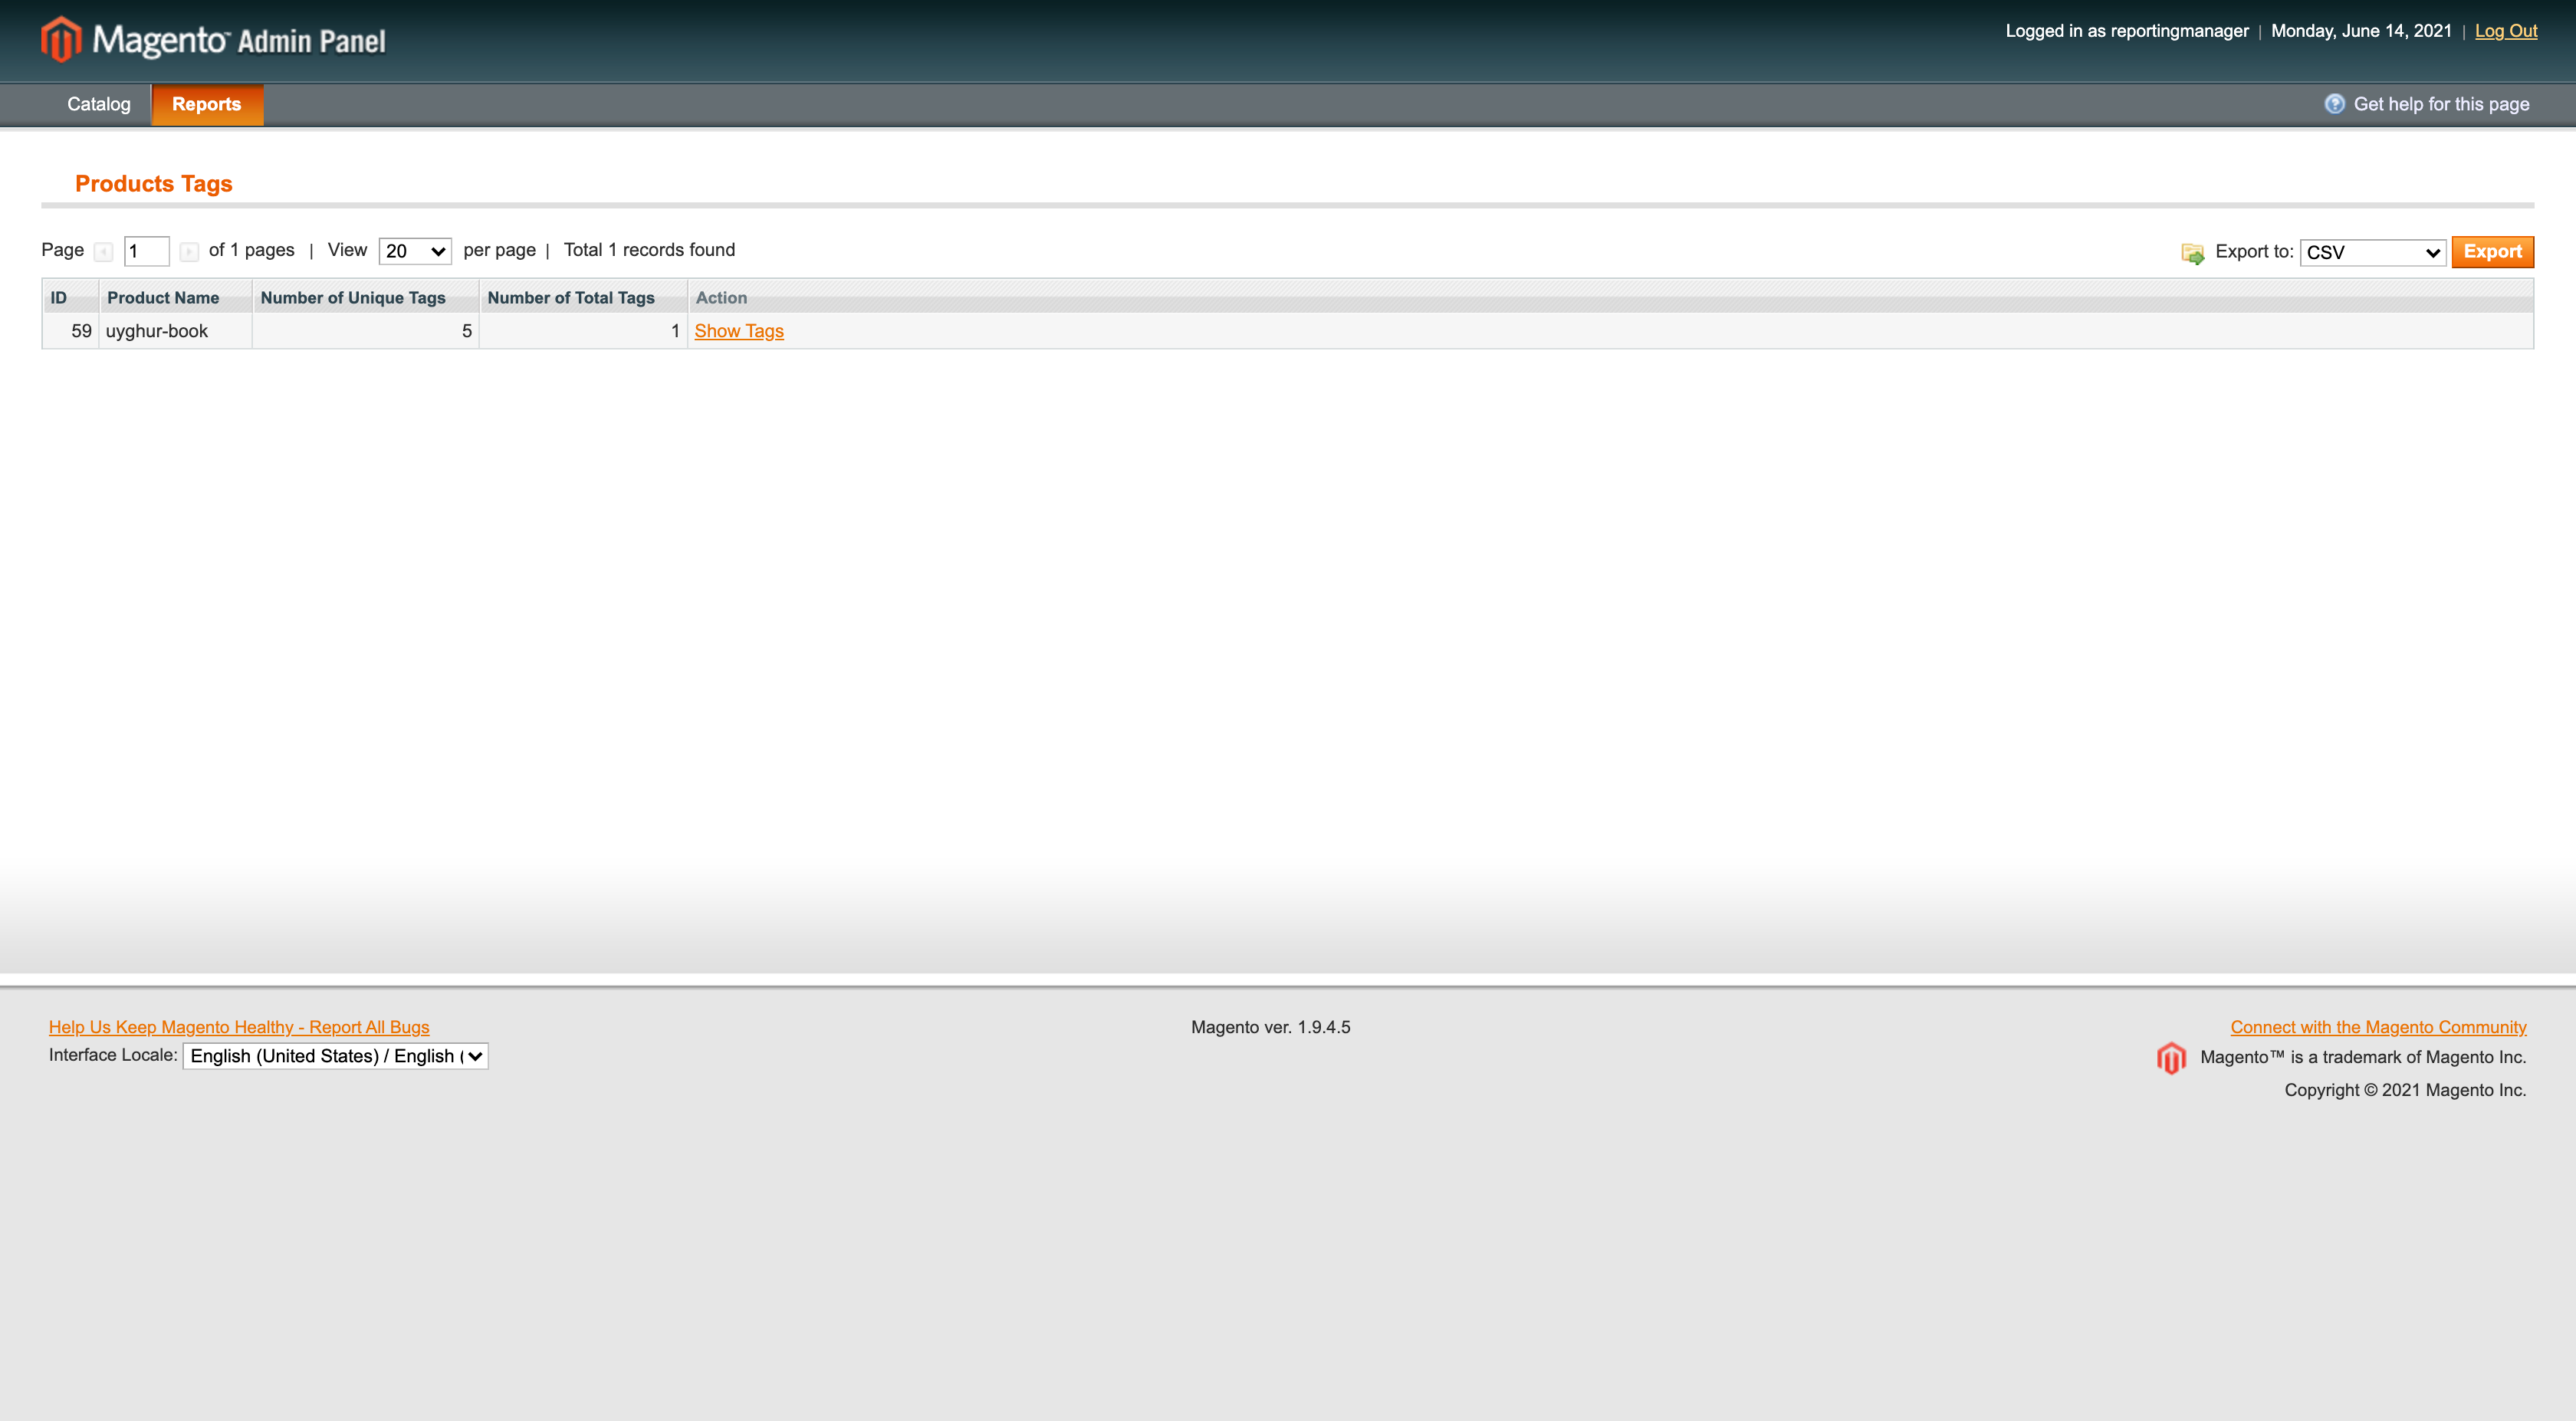 Magento™ Admin Panel
Logged in as reportingmanager | Monday, June 14, 2021 | Log Out
Catalog Reports Get help for this page
Products Tags
Page 1 of 1 pages | View 20 per page | Total 1 records found Export to: CSV Export
ID Product Name Number of Unique Tags Number of Total Tags Action
59 uyghur-book 5 1 Show Tags
Help Us Keep Magento Healthy - Report All Bugs Magento ver. 1.9.4.5 Connect with the Magento Community
Interface Locale: English (United States) / English ( Magento™ is a trademark of Magento Inc.
Copyright © 2021 Magento Inc.